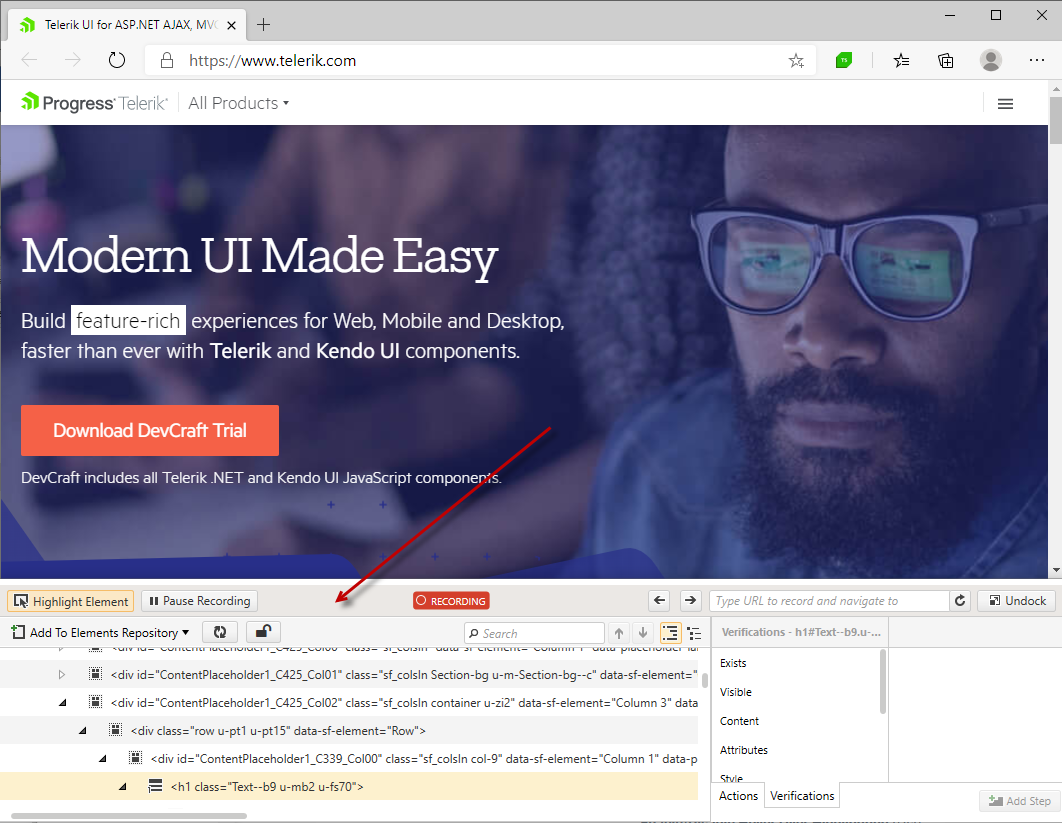 Telerik UI for ASP.NET AJAX, MVC
https://www.telerik.com
TS
Progress Telerik
All Products
Modern UI Made Easy
Build feature-rich experiences for Web, Mobile and Desktop,
faster than ever with Telerik and Kendo UI components.
Download DevCraft Trial
DevCraft includes all Telerik .NET and Kendo UI JavaScript components.
Highlight Element
Pause Recording
RECORDING
Type URL to record and navigate to
Undock
Add To Elements Repository
Search
Verifications - h1#Text--b9.u-...
<div id="ContentPlaceholder1_C425_Col00" class="sf_colsIn" data-sf-element="Column 1" data-placeholder-lab
<div id="ContentPlaceholder1_C425_Col01" class="sf_colsIn Section-bg u-m-Section-bg--c" data-sf-element="
<div id="ContentPlaceholder1_C425_Col02" class="sf_colsIn container u-zi2" data-sf-element="Column 3" data
<div class="row u-pt1 u-pt15" data-sf-element="Row">
<div id="ContentPlaceholder1_C339_Col00" class="sf_colsIn col-9" data-sf-element="Column 1" data-p
<h1 class="Text--b9 u-mb2 u-fs70">
Exists
Visible
Content
Attributes
Style
Actions
Verifications
Add Step